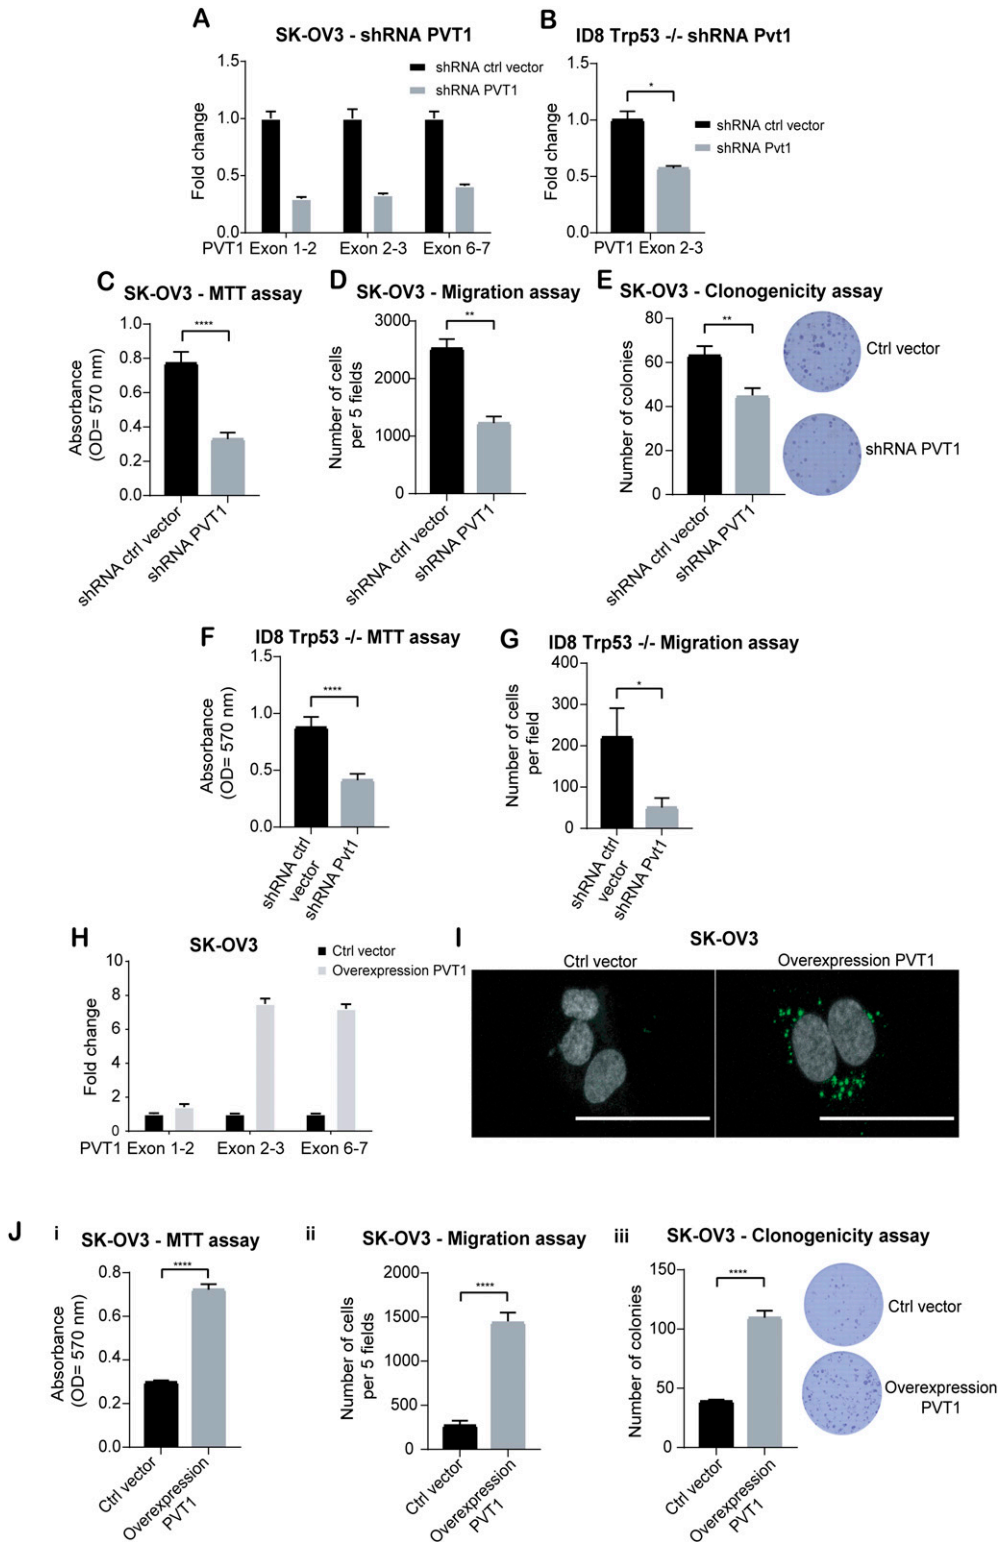 A
SK-OV3 - shRNA PVT1
1.5
1.0
0.5
0.0
Fold change
shRNA ctrl vector
shRNA PVT1
PVT1 Exon 1-2 Exon 2-3 Exon 6-7
B
ID8 Trp53 -/- shRNA Pvt1
1.5
1.0
0.5
0.0
Fold change
*
shRNA ctrl vector
shRNA Pvt1
PVT1 Exon 2-3
C
SK-OV3 - MTT assay
1.0
0.8
0.6
0.4
0.2
0.0
Absorbance
(OD= 570 nm)
****
shRNA ctrl vector
shRNA PVT1
D
SK-OV3 - Migration assay
3000
2000
1000
0
Number of cells
per 5 fields
**
shRNA ctrl vector
shRNA PVT1
E
SK-OV3 - Clonogenicity assay
80
60
40
20
0
Number of colonies
**
shRNA ctrl vector
shRNA PVT1
Ctrl vector
shRNA PVT1
F
ID8 Trp53 -/- MTT assay
1.5
1.0
0.5
0.0
Absorbance
(OD= 570 nm)
****
shRNA ctrl
vector
shRNA Pvt1
G
ID8 Trp53 -/- Migration assay
400
300
200
100
0
Number of cells
per field
*
shRNA ctrl
vector
shRNA Pvt1
H
SK-OV3
10
8
6
4
2
0
Fold change
Ctrl vector
Overexpression PVT1
PVT1 Exon 1-2 Exon 2-3 Exon 6-7
I
SK-OV3
Ctrl vector
Overexpression PVT1
J
i
SK-OV3 - MTT assay
0.8
0.6
0.4
0.2
0.0
Absorbance
(OD= 570 nm)
****
Ctrl vector
Overexpression
PVT1
ii
SK-OV3 - Migration assay
2000
1500
1000
500
0
Number of cells
per 5 fields
****
Ctrl vector
Overexpression
PVT1
iii
SK-OV3 - Clonogenicity assay
150
100
50
0
Number of colonies
****
Ctrl vector
Overexpression
PVT1
Ctrl vector
Overexpression
PVT1